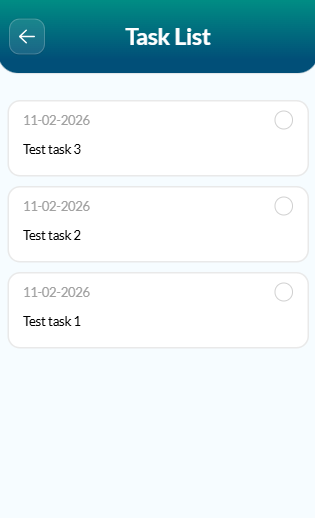 Task List
11-02-2026
Test task 3
11-02-2026
Test task 2
11-02-2026
Test task 1